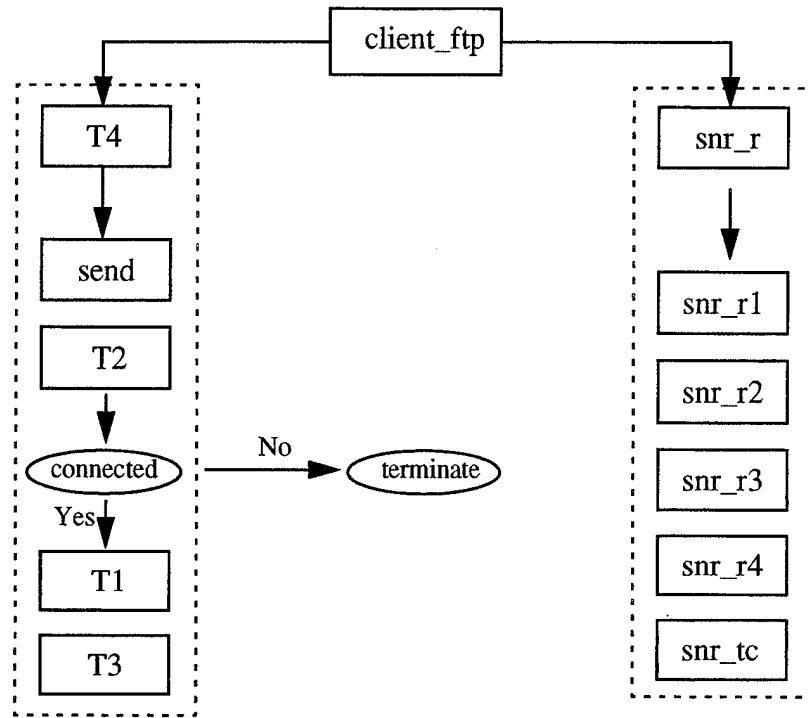 client_ftp
T4
send
T2
connected
No
terminate
Yes
T1
T3
snr_r
snr_r1
snr_r2
snr_r3
snr_r4
snr_tc